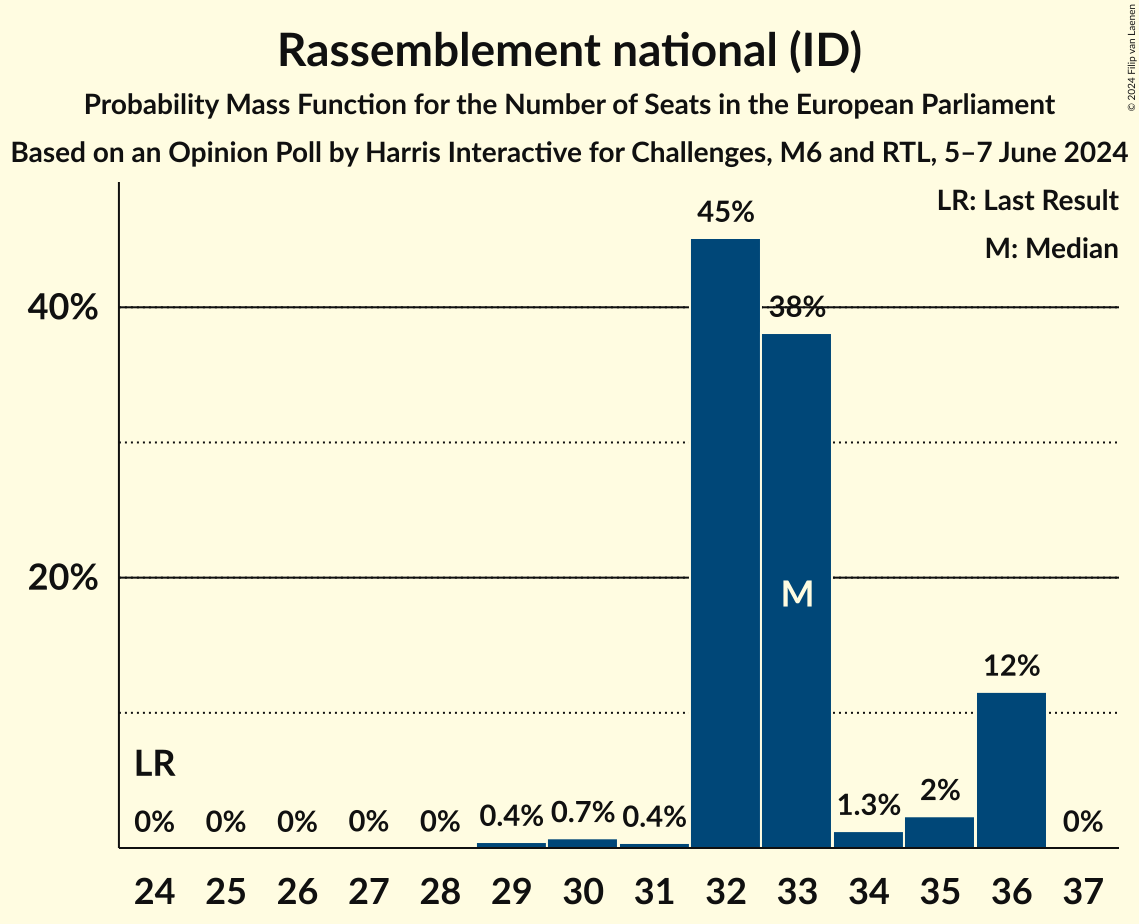 Rassemblement national (ID)
Probability Mass Function for the Number of Seats in the European Parliament
Based on an Opinion Poll by Harris Interactive for Challenges, M6 and RTL, 5–7 June 2024
© 2024 Filip van Laenen
LR: Last Result
M: Median
45%
40%
38%
20%
M
12%
LR
0% 0% 0% 0% 0% 0.4% 0.7% 0.4% 1.3% 2% 0%
24 25 26 27 28 29 30 31 32 33 34 35 36 37